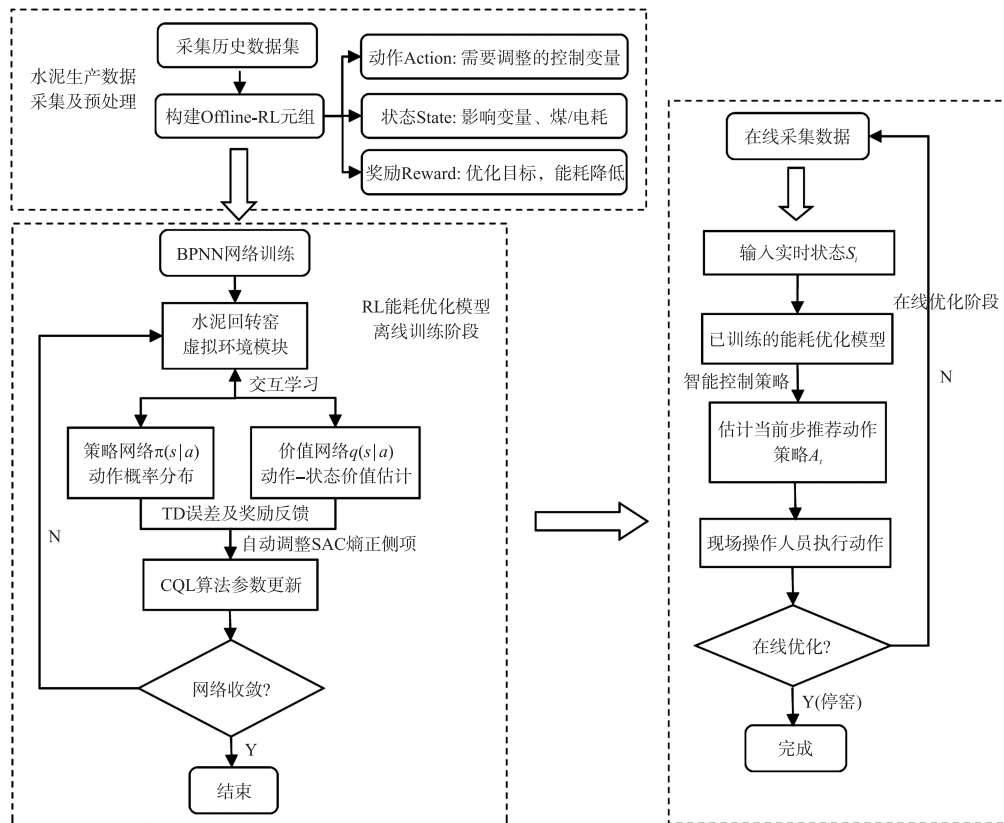 水泥生产数据
采集及预处理
采集历史数据集
构建Offline-RL元组
动作Action: 需要调整的控制变量
状态State: 影响变量、煤/电耗
奖励Reward: 优化目标，能耗降低
BPNN网络训练
RL能耗优化模型
离线训练阶段
水泥回转窑
虚拟环境模块
交互学习
策略网络π(s|a)
动作概率分布
价值网络q(s|a)
动作-状态价值估计
TD误差及奖励反馈
自动调整SAC熵正侧项
CQL算法参数更新
网络收敛?
N
Y
结束
在线采集数据
输入实时状态Si
在线优化阶段
已训练的能耗优化模型
智能控制策略
N
估计当前步推荐动作
策略At
现场操作人员执行动作
在线优化?
Y(停窑)
完成